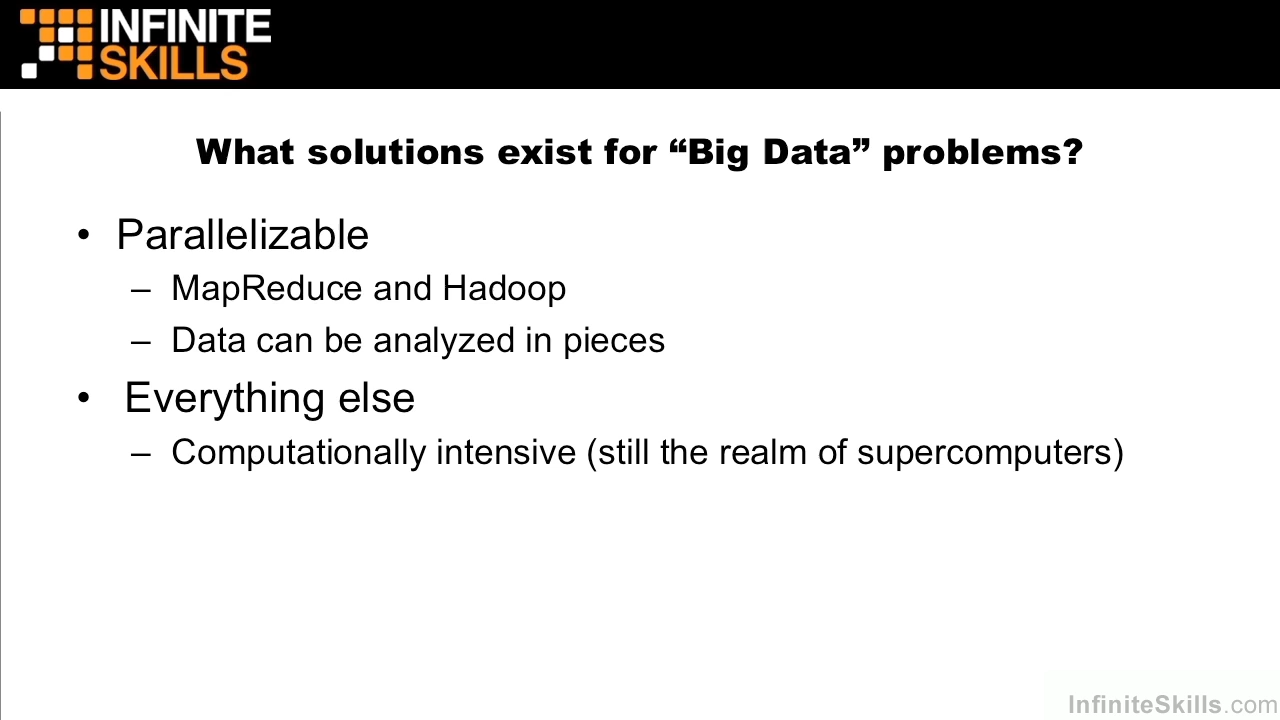 INFINITE
SKILLS
What solutions exist for “Big Data” problems?
• Parallelizable
– MapReduce and Hadoop
– Data can be analyzed in pieces
• Everything else
– Computationally intensive (still the realm of supercomputers)
InfiniteSkills.com